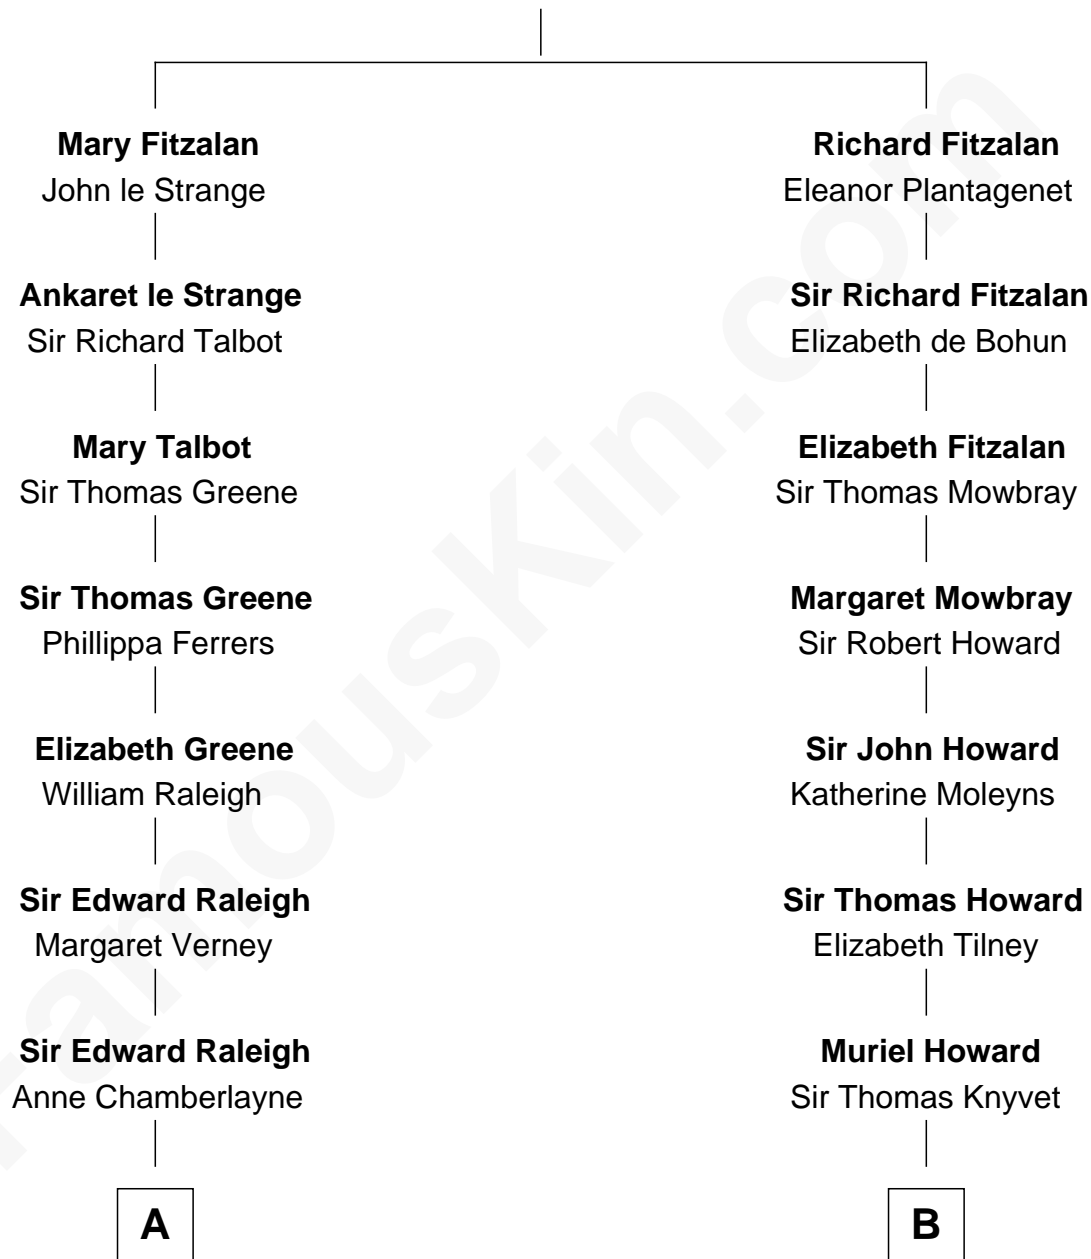 Mary Fitzalan
John le Strange
Ankaret le Strange
Sir Richard Talbot
Mary Talbot
Sir Thomas Greene
Sir Thomas Greene
Phillippa Ferrers
Elizabeth Greene
William Raleigh
Sir Edward Raleigh
Margaret Verney
Sir Edward Raleigh
Anne Chamberlayne
A
Richard Fitzalan
Eleanor Plantagenet
Sir Richard Fitzalan
Elizabeth de Bohun
Elizabeth Fitzalan
Sir Thomas Mowbray
Margaret Mowbray
Sir Robert Howard
Sir John Howard
Katherine Moleyns
Sir Thomas Howard
Elizabeth Tilney
Muriel Howard
Sir Thomas Knyvet
B
FamousKin.com